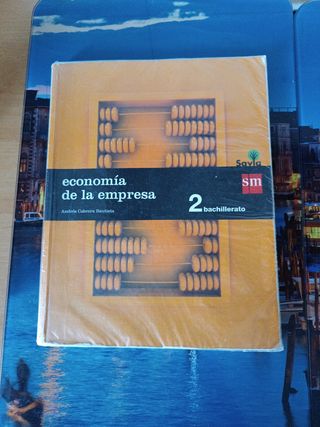 Savia
economía
de la empresa
sm
Andrés Cabrera Bautista
2 bachillerato